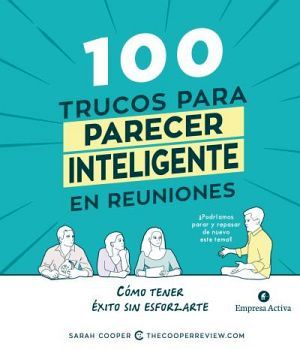 100
TRUCOS PARA
PARECER
INTELIGENTE
EN REUNIONES
¿Podríamos
parar y repasar
de nuevo
este tema?
CÓMO TENER
ÉXITO SIN ESFORZARTE
Empresa Activa
SARAH COOPER THECOOPERREVIEW.COM